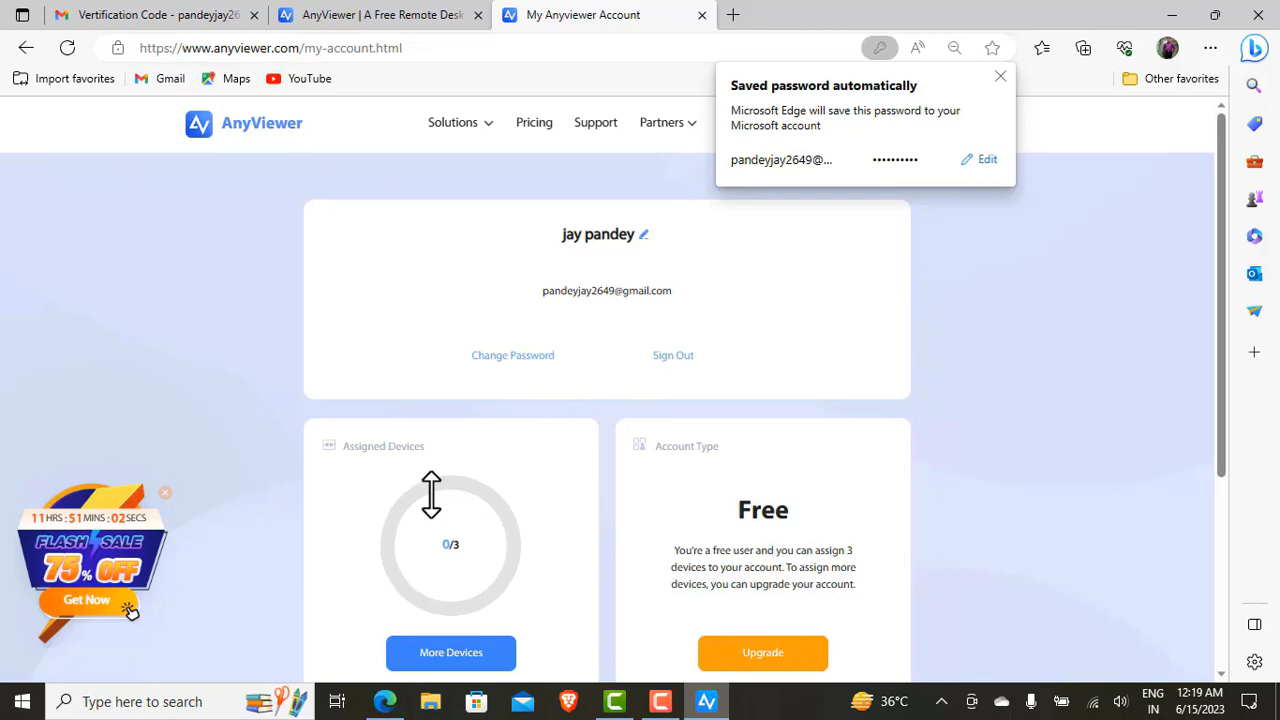 Vertification Code - pandeyjay26
AnyViewer | A Free Remote Desk
My Anyviewer Account
https://www.anyviewer.com/my-account.html
Import favorites
Gmail
Maps
YouTube
Other favorites
Saved password automatically
Microsoft Edge will save this password to your
Microsoft account
pandeyjay2649@...
••••••••••
Edit
AnyViewer
Solutions
Pricing
Support
Partners
jay pandey
pandeyjay2649@gmail.com
Change Password
Sign Out
Assigned Devices
0/3
More Devices
Account Type
Free
You're a free user and you can assign 3
devices to your account. To assign more
devices, you can upgrade your account.
Upgrade
11 HRS : 51 MINS : 02 SECS
FLASH SALE
75% OFF
Get Now
Type here to search
36°C
ENG
IN
12:19 AM
6/15/2023